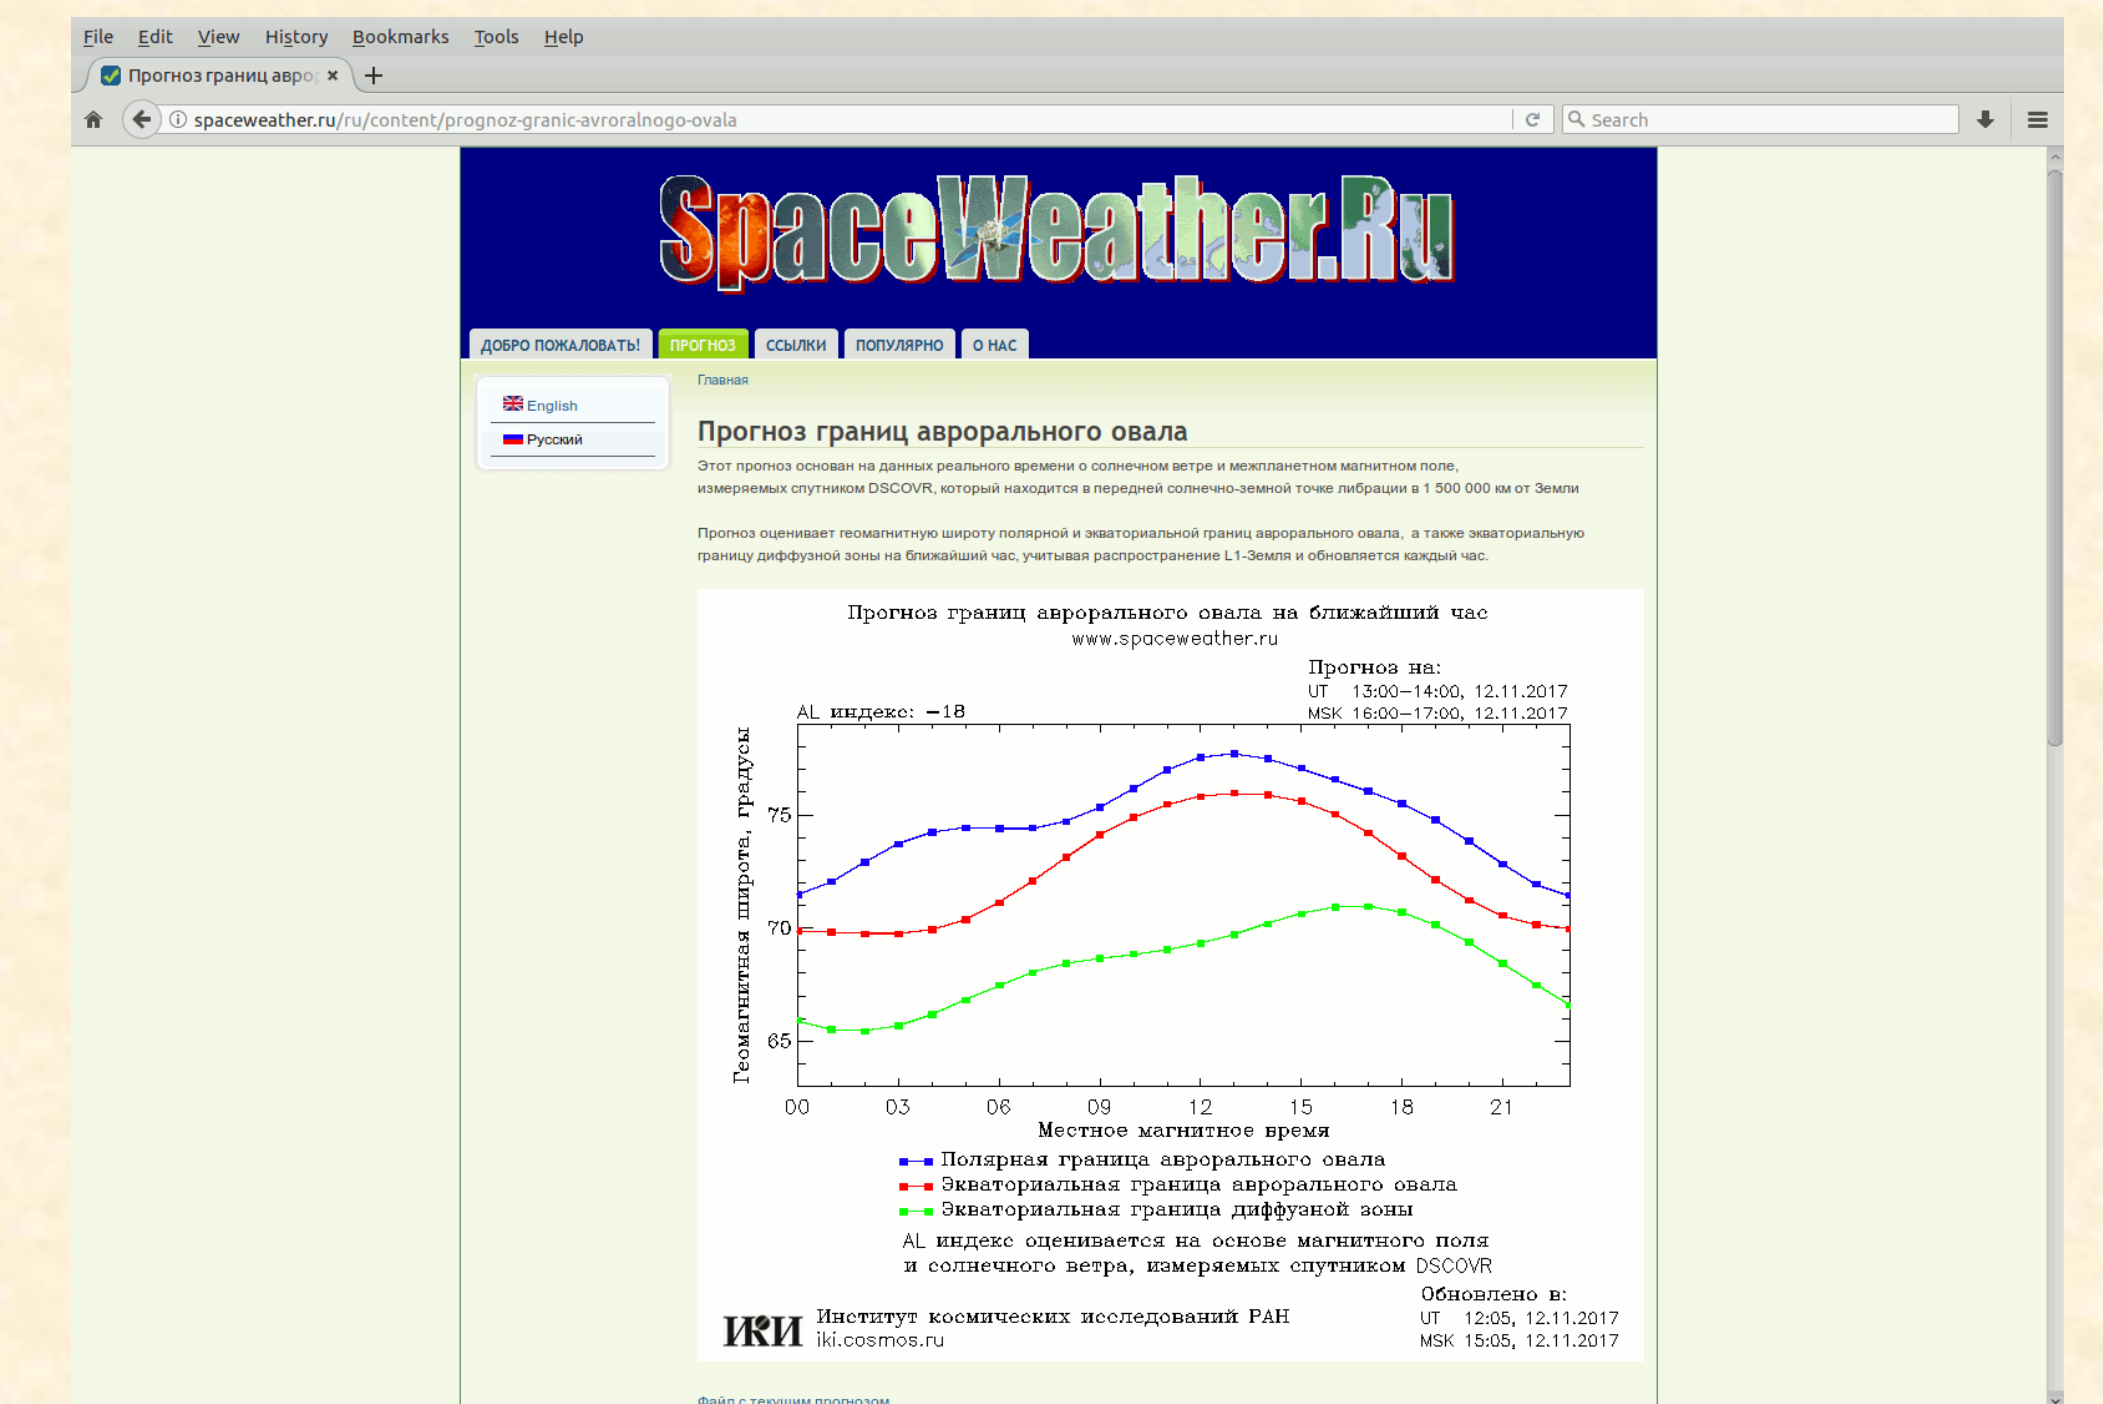 File Edit View History Bookmarks Tools Help
Прогноз границ авро
spaceweather.ru/ru/content/prognoz-granic-avroralnogo-ovala
Search
SpaceWeather.Ru
ДОБРО ПОЖАЛОВАТЬ! ПРОГНОЗ ССЫЛКИ ПОПУЛЯРНО О НАС
English
Русский
Главная
Прогноз границ аврорального овала
Этот прогноз основан на данных реального времени о солнечном ветре и межпланетном магнитном поле,
измеряемых спутником DSCOVR, который находится в передней солнечно-земной точке либрации в 1 500 000 км от Земли
Прогноз оценивает геомагнитную широту полярной и экваториальной границ аврорального овала, а также экваториальную
границу диффузной зоны на ближайший час, учитывая распространение L1-Земля и обновляется каждый час.
Прогноз границ аврорального овала на ближайший час
www.spaceweather.ru
Прогноз на:
UT 13:00-14:00, 12.11.2017
MSK 16:00-17:00, 12.11.2017
AL индекс: -18
Геомагнитная широта, градусы
75
70
65
00 03 06 09 12 15 18 21
Местное магнитное время
Полярная граница аврорального овала
Экваториальная граница аврорального овала
Экваториальная граница диффузной зоны
AL индекс оценивается на основе магнитного поля
и солнечного ветра, измеряемых спутником DSCOVR
Обновлено в:
UT 12:05, 12.11.2017
MSK 15:05, 12.11.2017
ИКИ
Институт космических исследований РАН
iki.cosmos.ru
Файл с текущим прогнозом